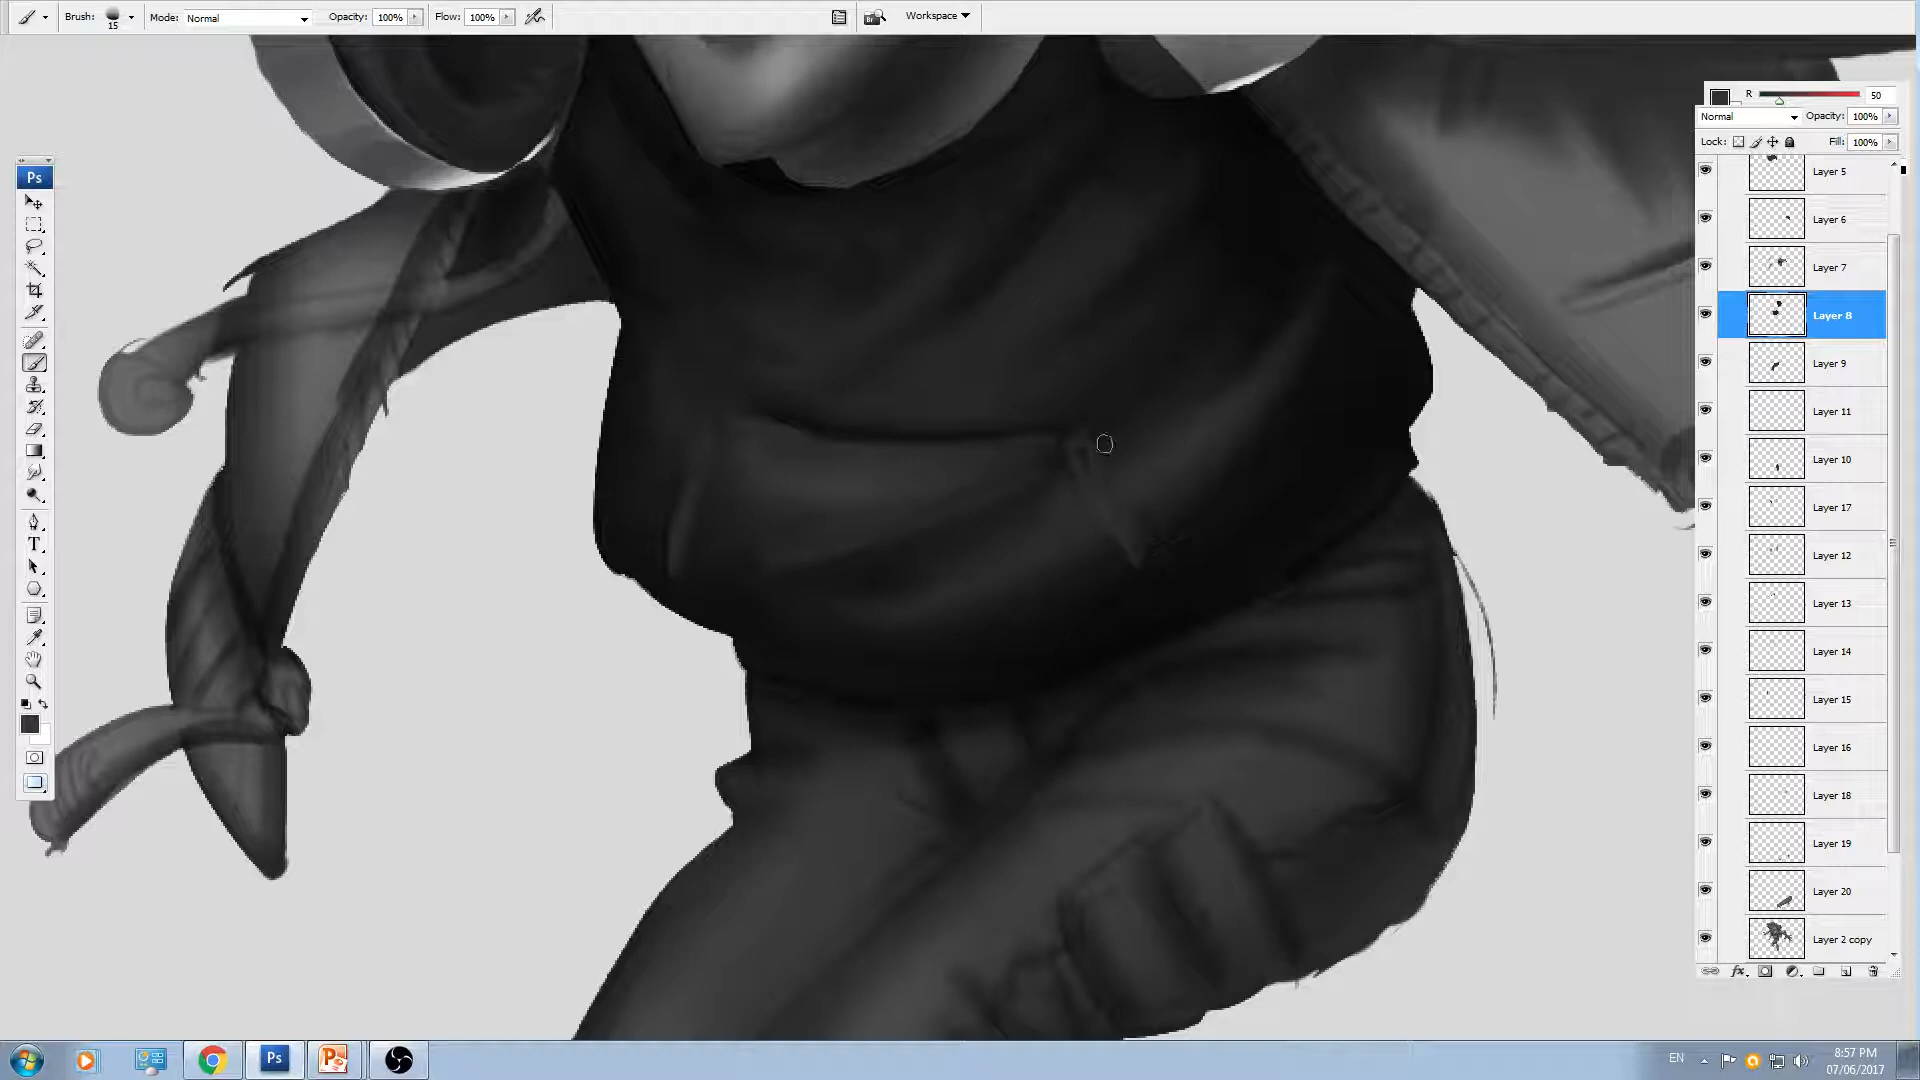 Brush: 15 Mode: Normal Opacity: 100% Flow: 100% Br Workspace
R 50
Normal Opacity: 100%
Lock: Fill: 100%
Ps
Layer 5
Layer 6
Layer 7
Layer 8
Layer 9
Layer 11
Layer 10
Layer 17
Layer 12
Layer 13
Layer 14
Layer 15
Layer 16
Layer 18
Layer 19
Layer 20
Layer 2 copy
T
fx
Ps
EN
8:57 PM
07/06/2017